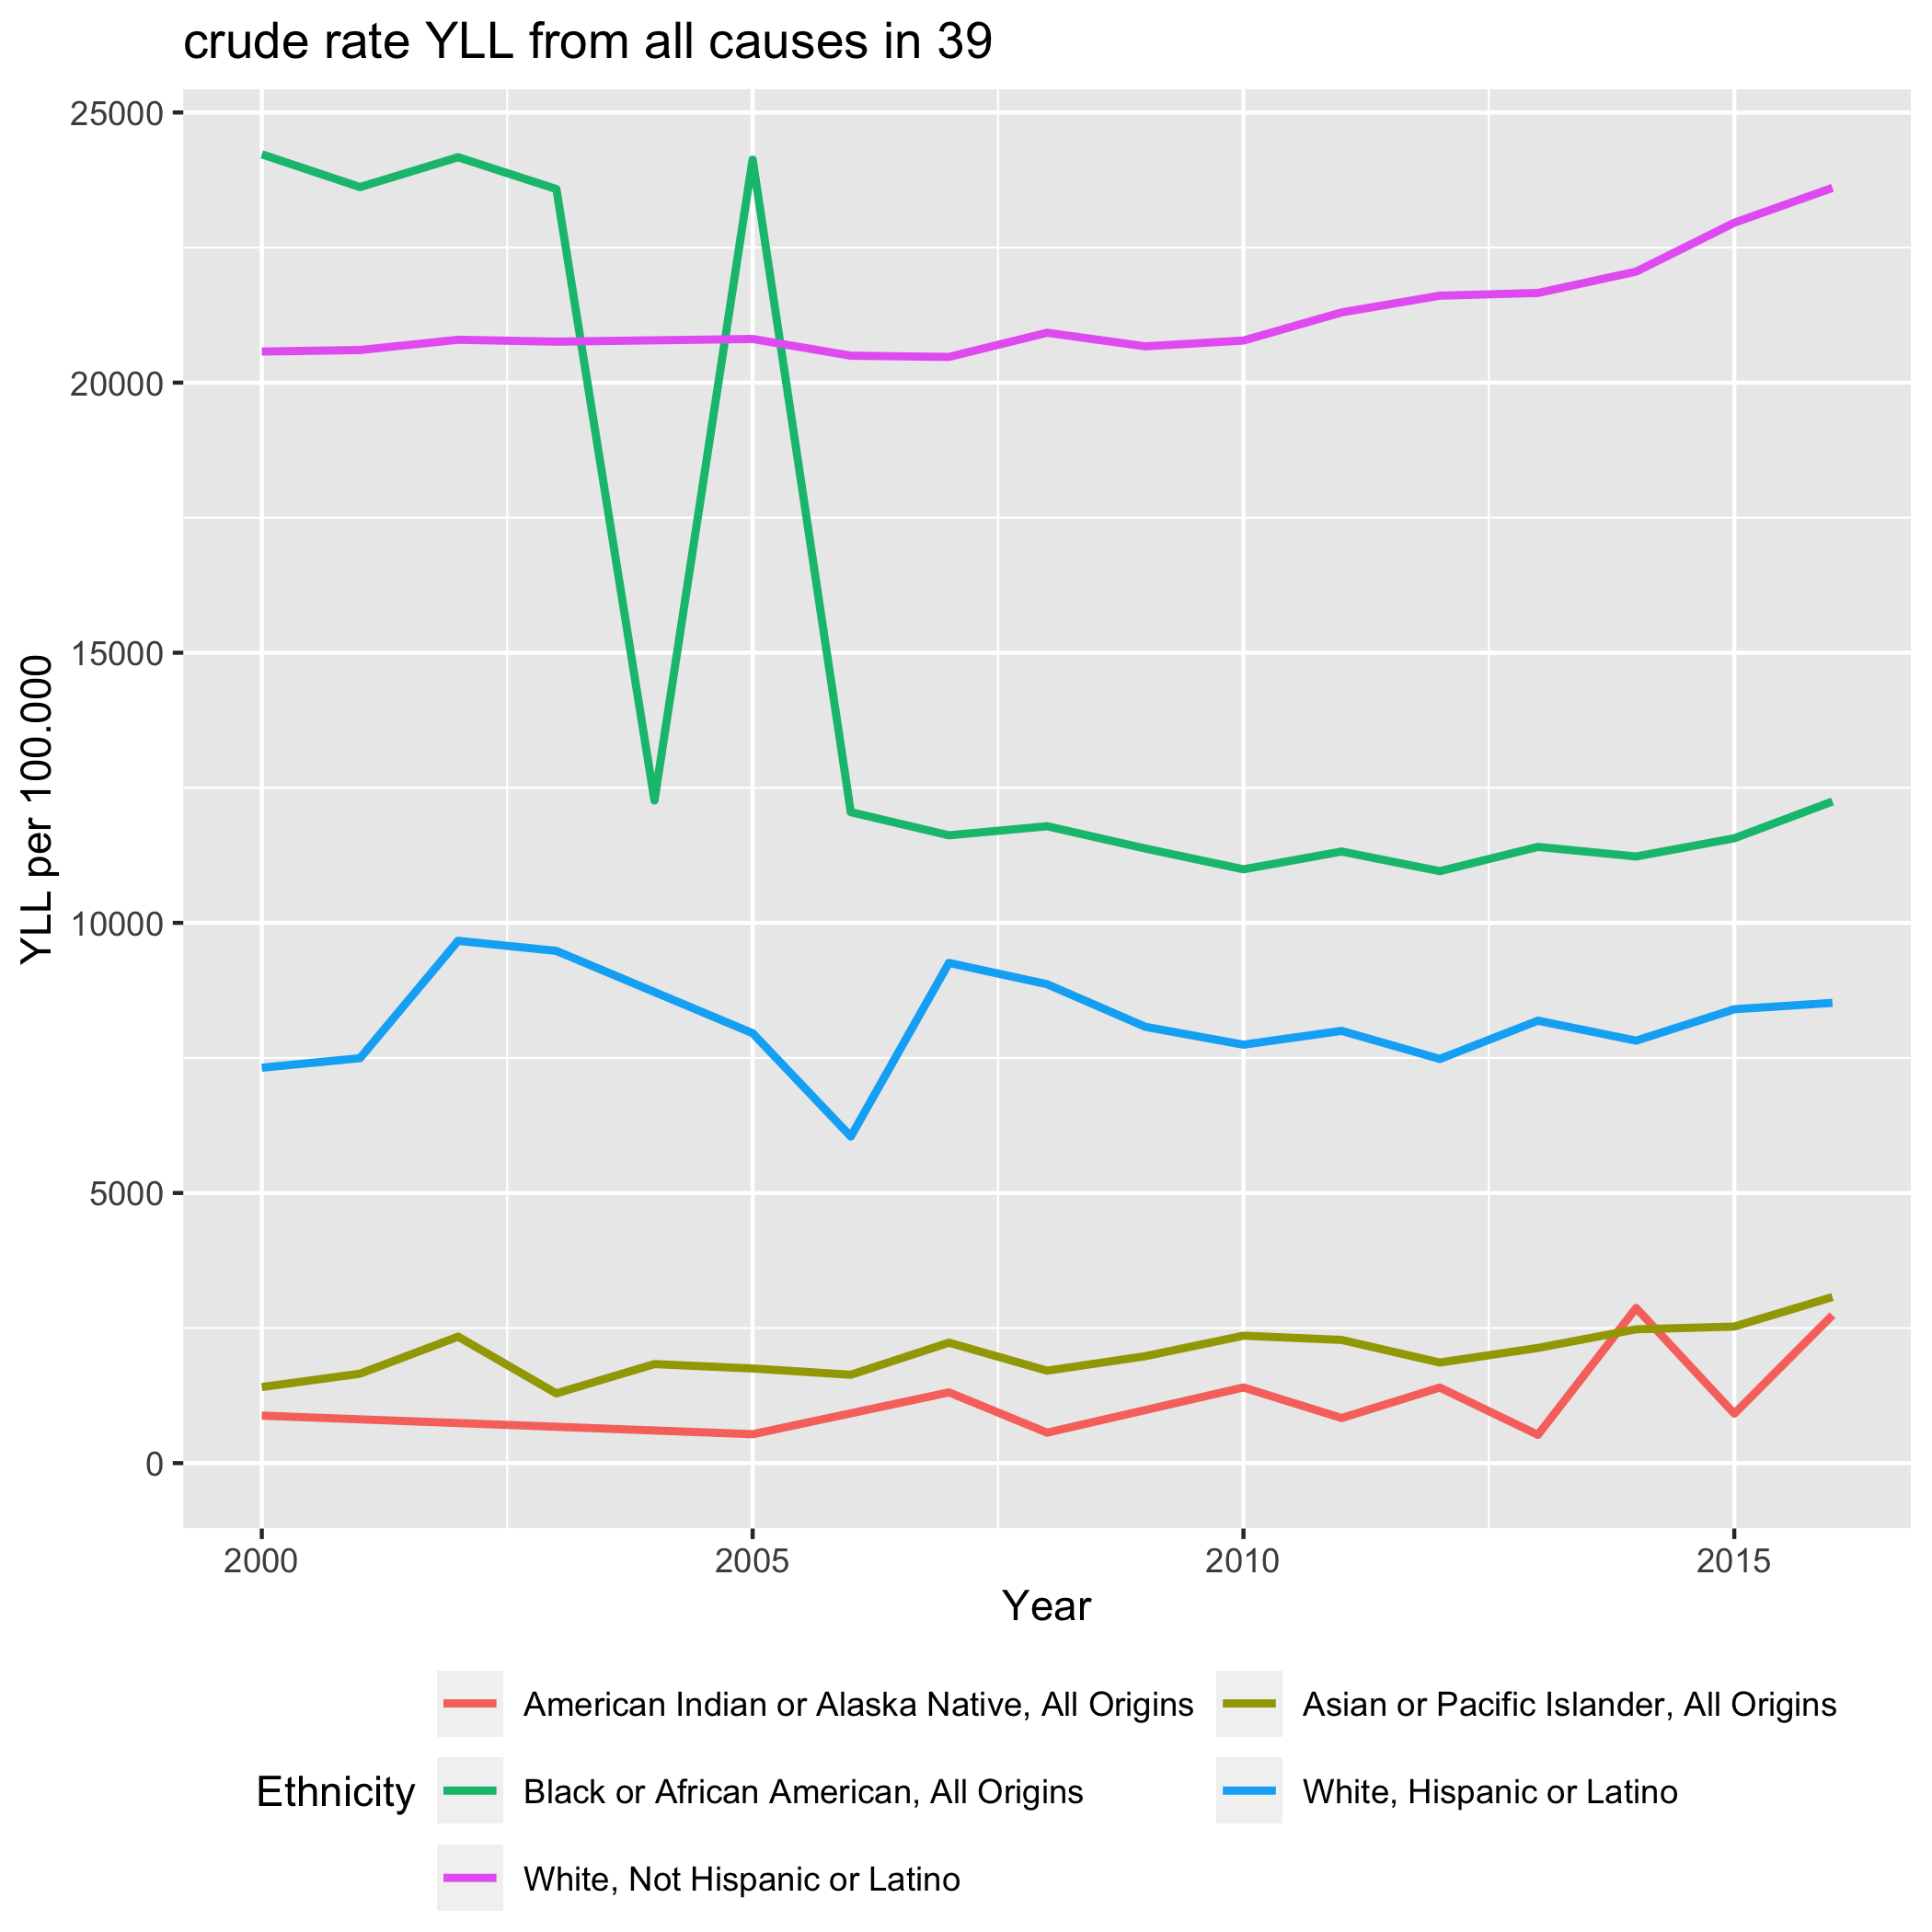 crude rate YLL from all causes in 39
25000
20000
15000
10000
5000
0
YLL per 100.000
2000 2005 2010 2015
Year
Ethnicity
American Indian or Alaska Native, All Origins
Asian or Pacific Islander, All Origins
Black or African American, All Origins
White, Hispanic or Latino
White, Not Hispanic or Latino